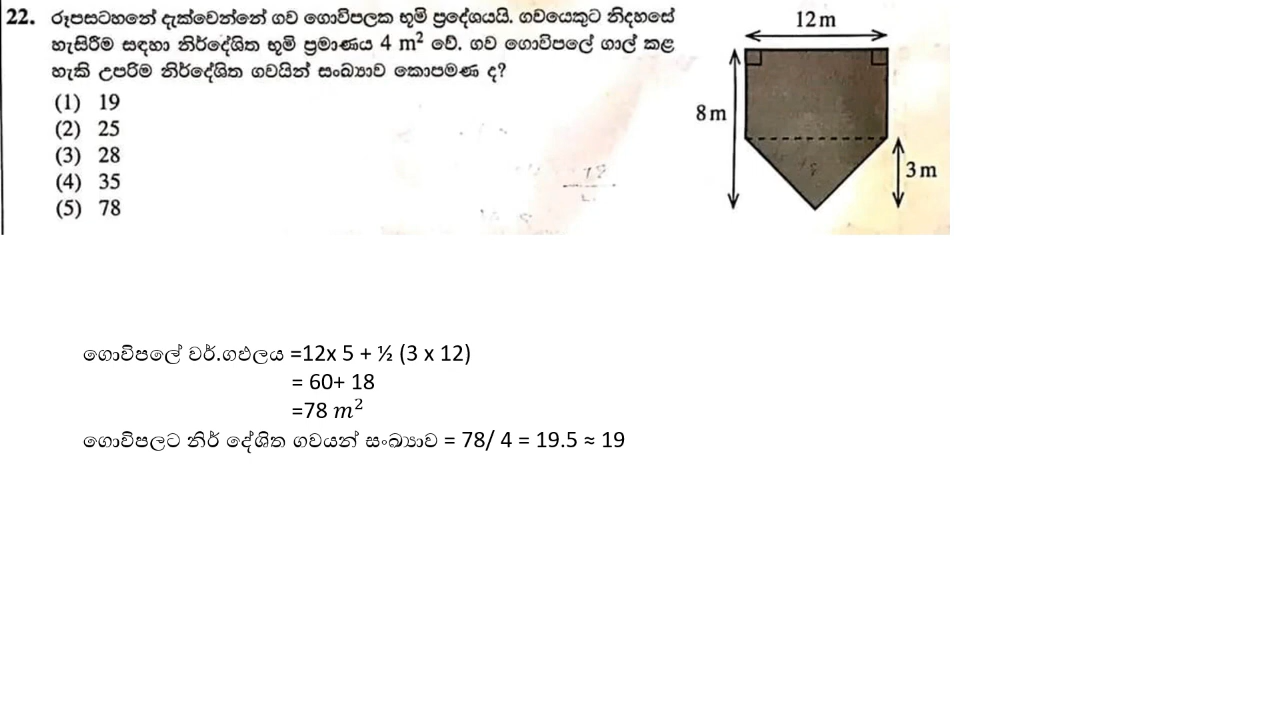 22. රූපසටහනේ දැක්වෙන්නේ ගව ගොවිපලක භූමි ප්‍රදේශයයි. ගවයෙකුට නිදහසේ
හැසිරීම සඳහා නිර්දේශිත භූමි ප්‍රමාණය 4 m² වේ. ගව ගොවිපලේ ගාල් කළ
හැකි උපරිම නිර්දේශිත ගවයින් සංඛ්‍යාව කොපමණ ද?
(1) 19
(2) 25
(3) 28
(4) 35
(5) 78
12 m
8 m
3 m
ගොවිපලේ වර්.ගඵලය =12x 5 + ½ (3 x 12)
= 60+ 18
=78 m²
ගොවිපලට නිර් දේශිත ගවයන් සංඛ්‍යාව = 78/ 4 = 19.5 ≈ 19